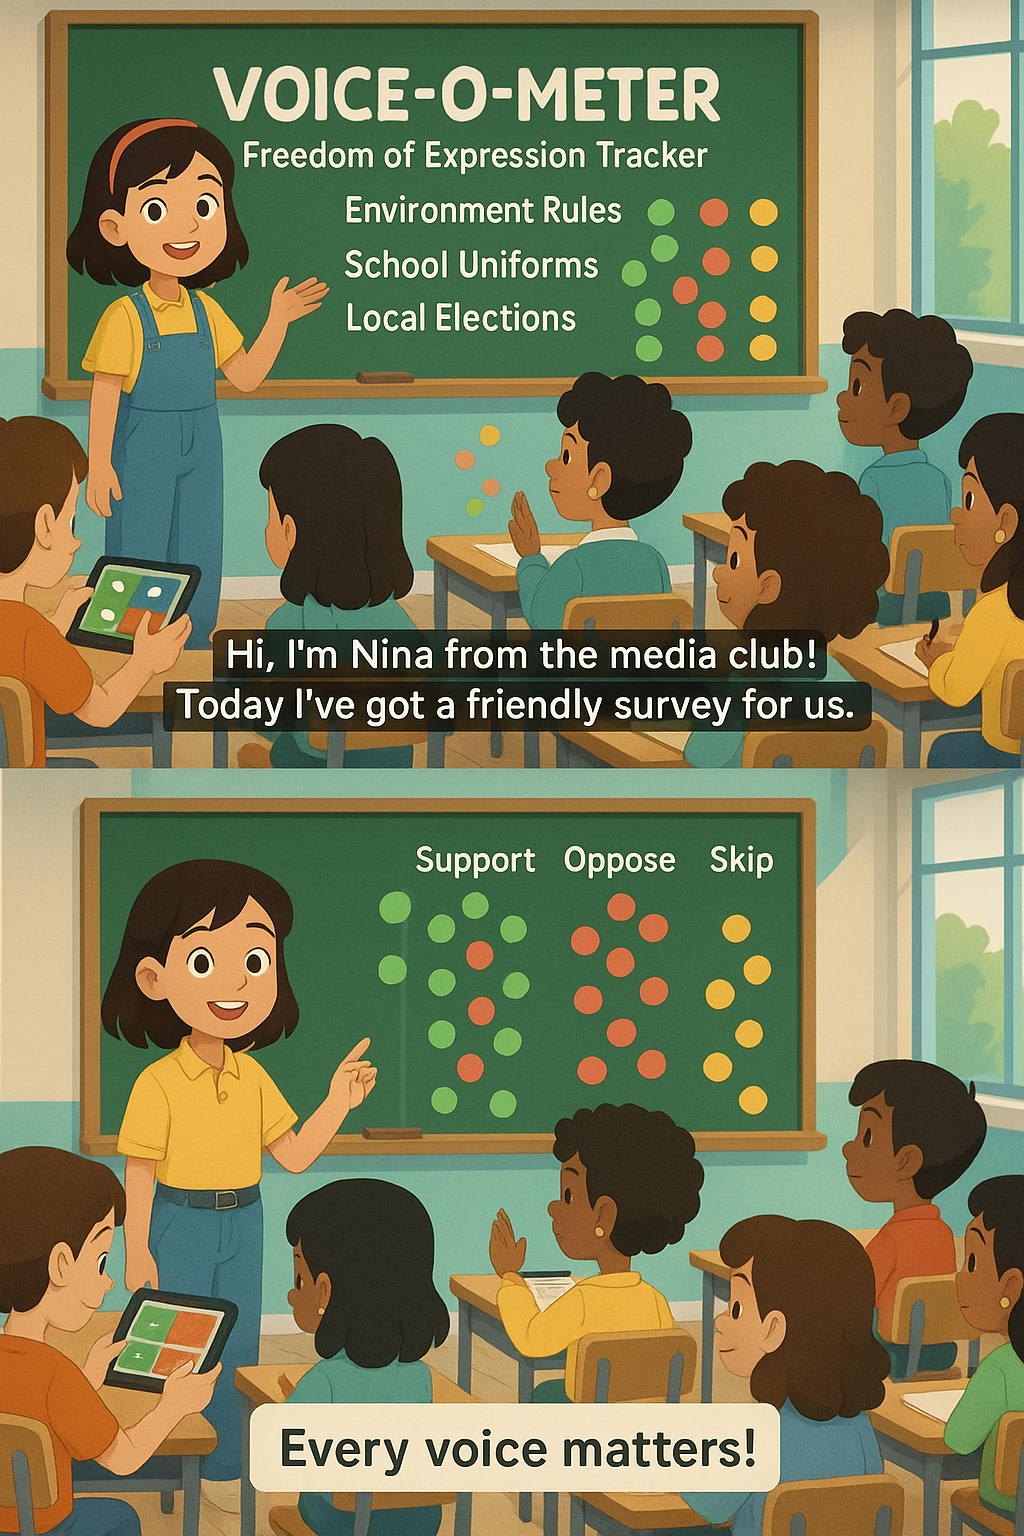 VOICE-O-METER
Freedom of Expression Tracker
Environment Rules
School Uniforms
Local Elections
Hi, I'm Nina from the media club!
Today I've got a friendly survey for us.
Support Oppose Skip
Every voice matters!